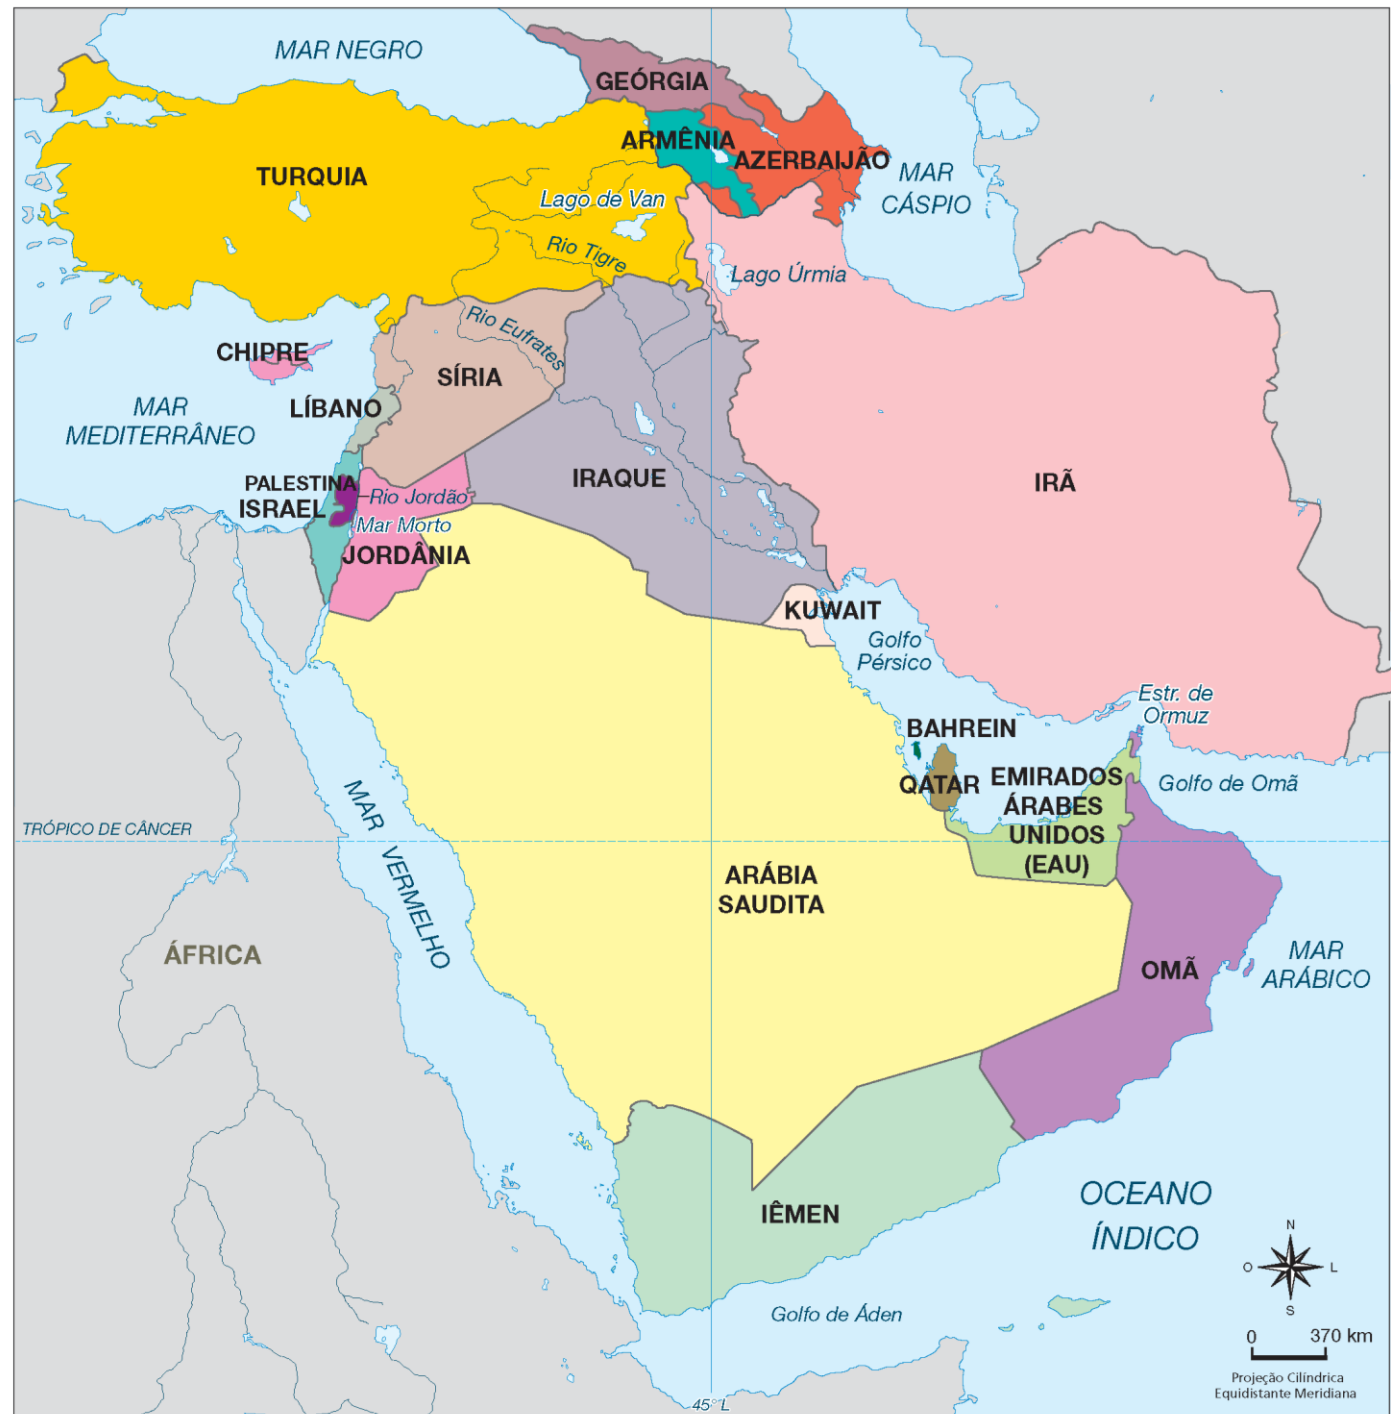 MAR NEGRO
GEÓRGIA
ARMÊNIA
AZERBAIJÃO
MAR
CÁSPIO
TURQUIA
Lago de Van
Rio Tigre
Lago Úrmia
Rio Eufrates
CHIPRE
SÍRIA
LÍBANO
MAR
MEDITERRÂNEO
IRAQUE
IRÃ
PALESTINA
Rio Jordão
ISRAEL
Mar Morto
JORDÂNIA
KUWAIT
Golfo
Pérsico
Estr. de
Ormuz
BAHREIN
QATAR
EMIRADOS
ÁRABES
UNIDOS
(EAU)
Golfo de Omã
MAR VERMELHO
TRÓPICO DE CÂNCER
ARÁBIA
SAUDITA
ÁFRICA
OMÃ
MAR
ARÁBICO
IÊMEN
OCEANO
ÍNDICO
Golfo de Áden
N
O
L
S
0 370 km
Projeção Cilíndrica
Equidistante Meridiana
45° L